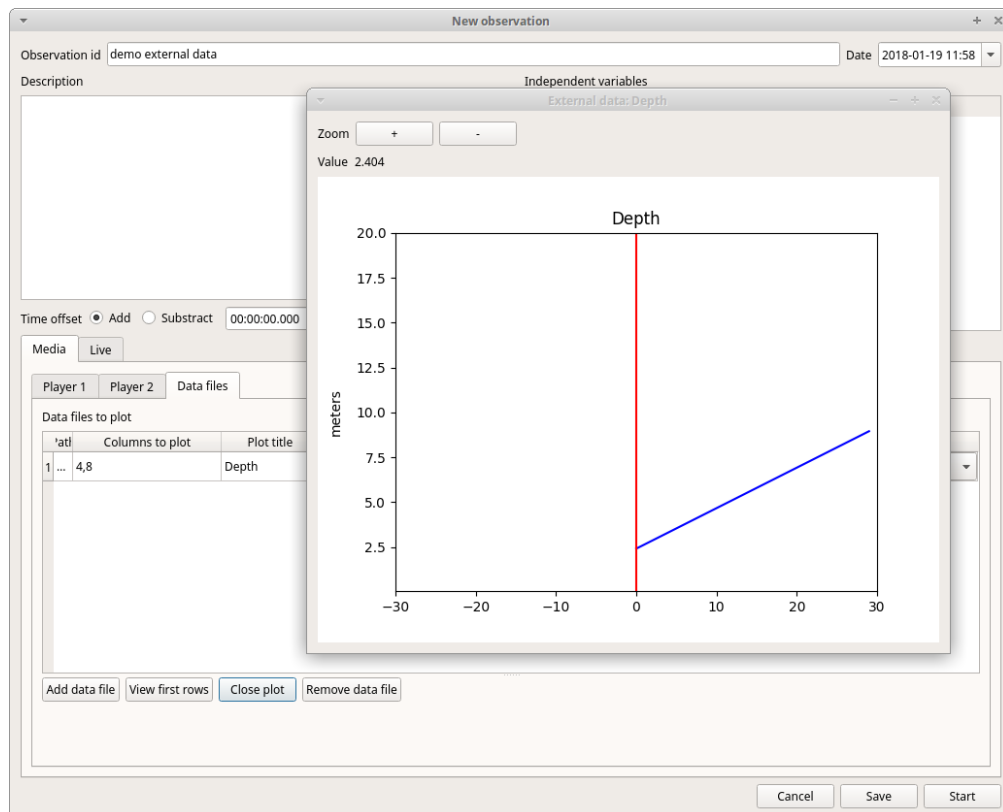 New observation
Observation id demo external data Date 2018-01-19 11:58
Description Independent variables
External data: Depth
Zoom + -
Value 2.404
Depth
20.0
17.5
15.0
12.5
10.0
7.5
5.0
2.5
meters
−30 −20 −10 0 10 20 30
Time offset Add Substract 00:00:00.000
Media Live
Player 1 Player 2 Data files
Data files to plot
Columns to plot Plot title
1 ... 4,8 Depth
Add data file View first rows Close plot Remove data file
Cancel Save Start